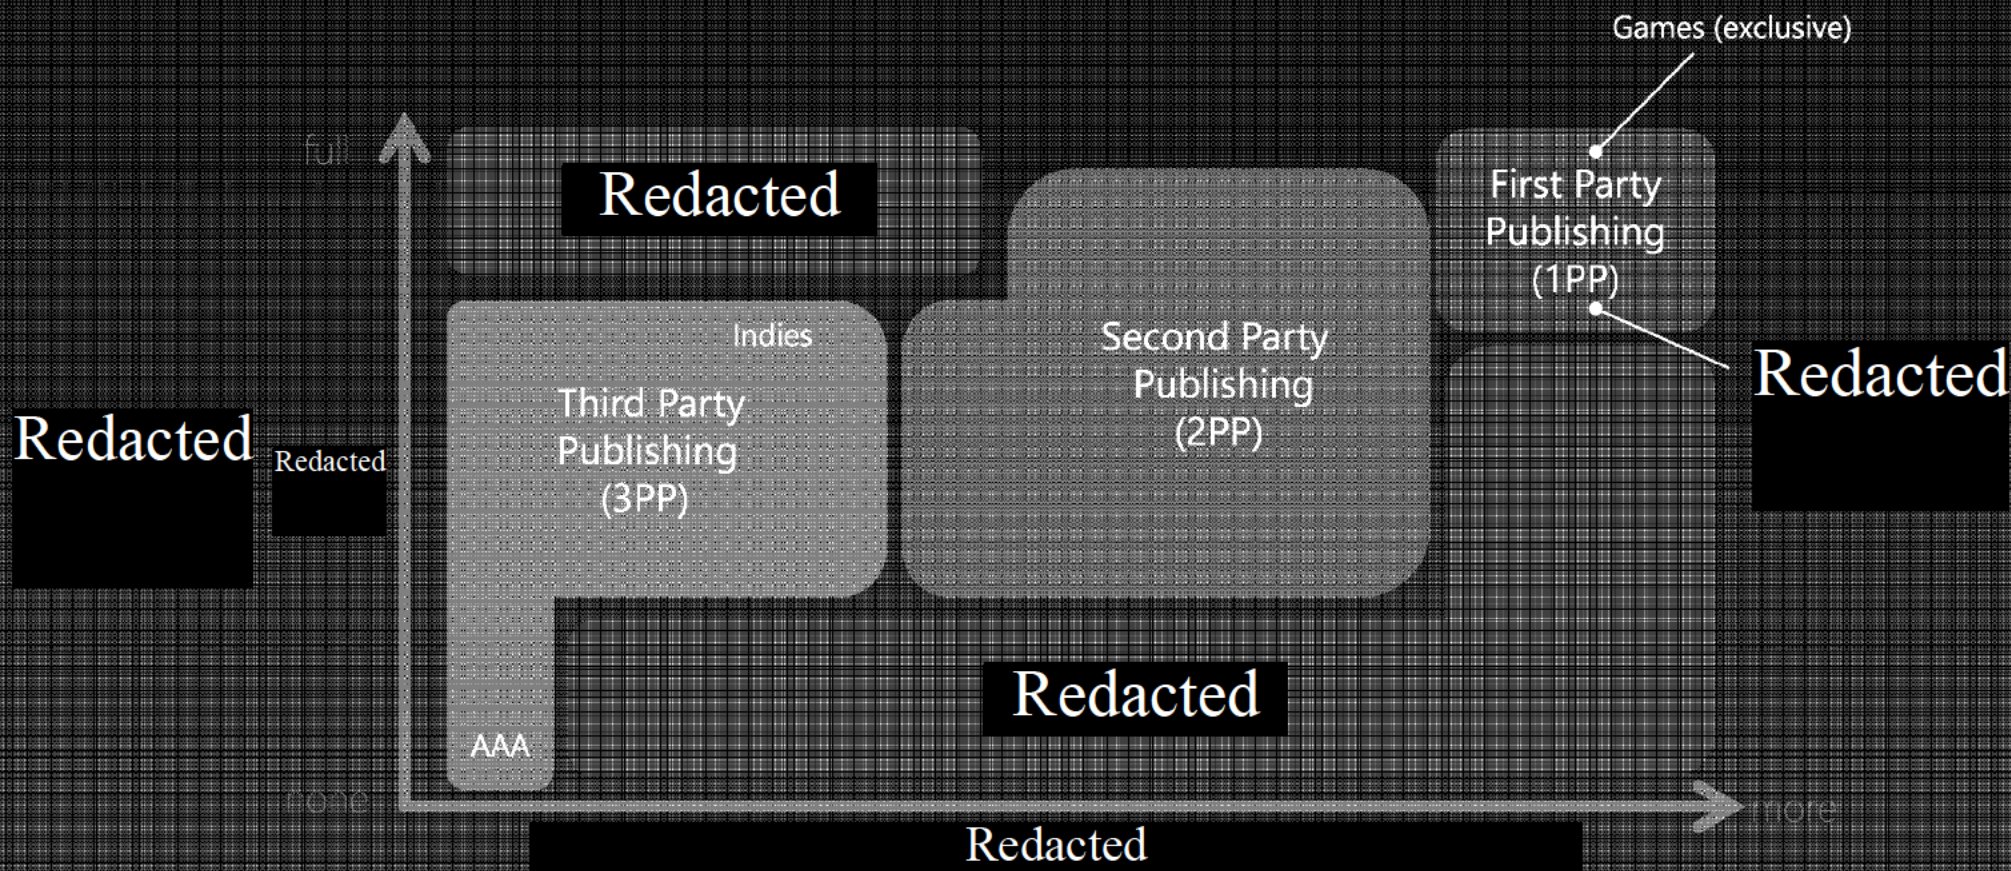 Games (exclusive)
full
Redacted
First Party
Publishing
(1PP)
Indies
Third Party
Publishing
(3PP)
Second Party
Publishing
(2PP)
Redacted
Redacted
Redacted
Redacted
AAA
none
more
Redacted